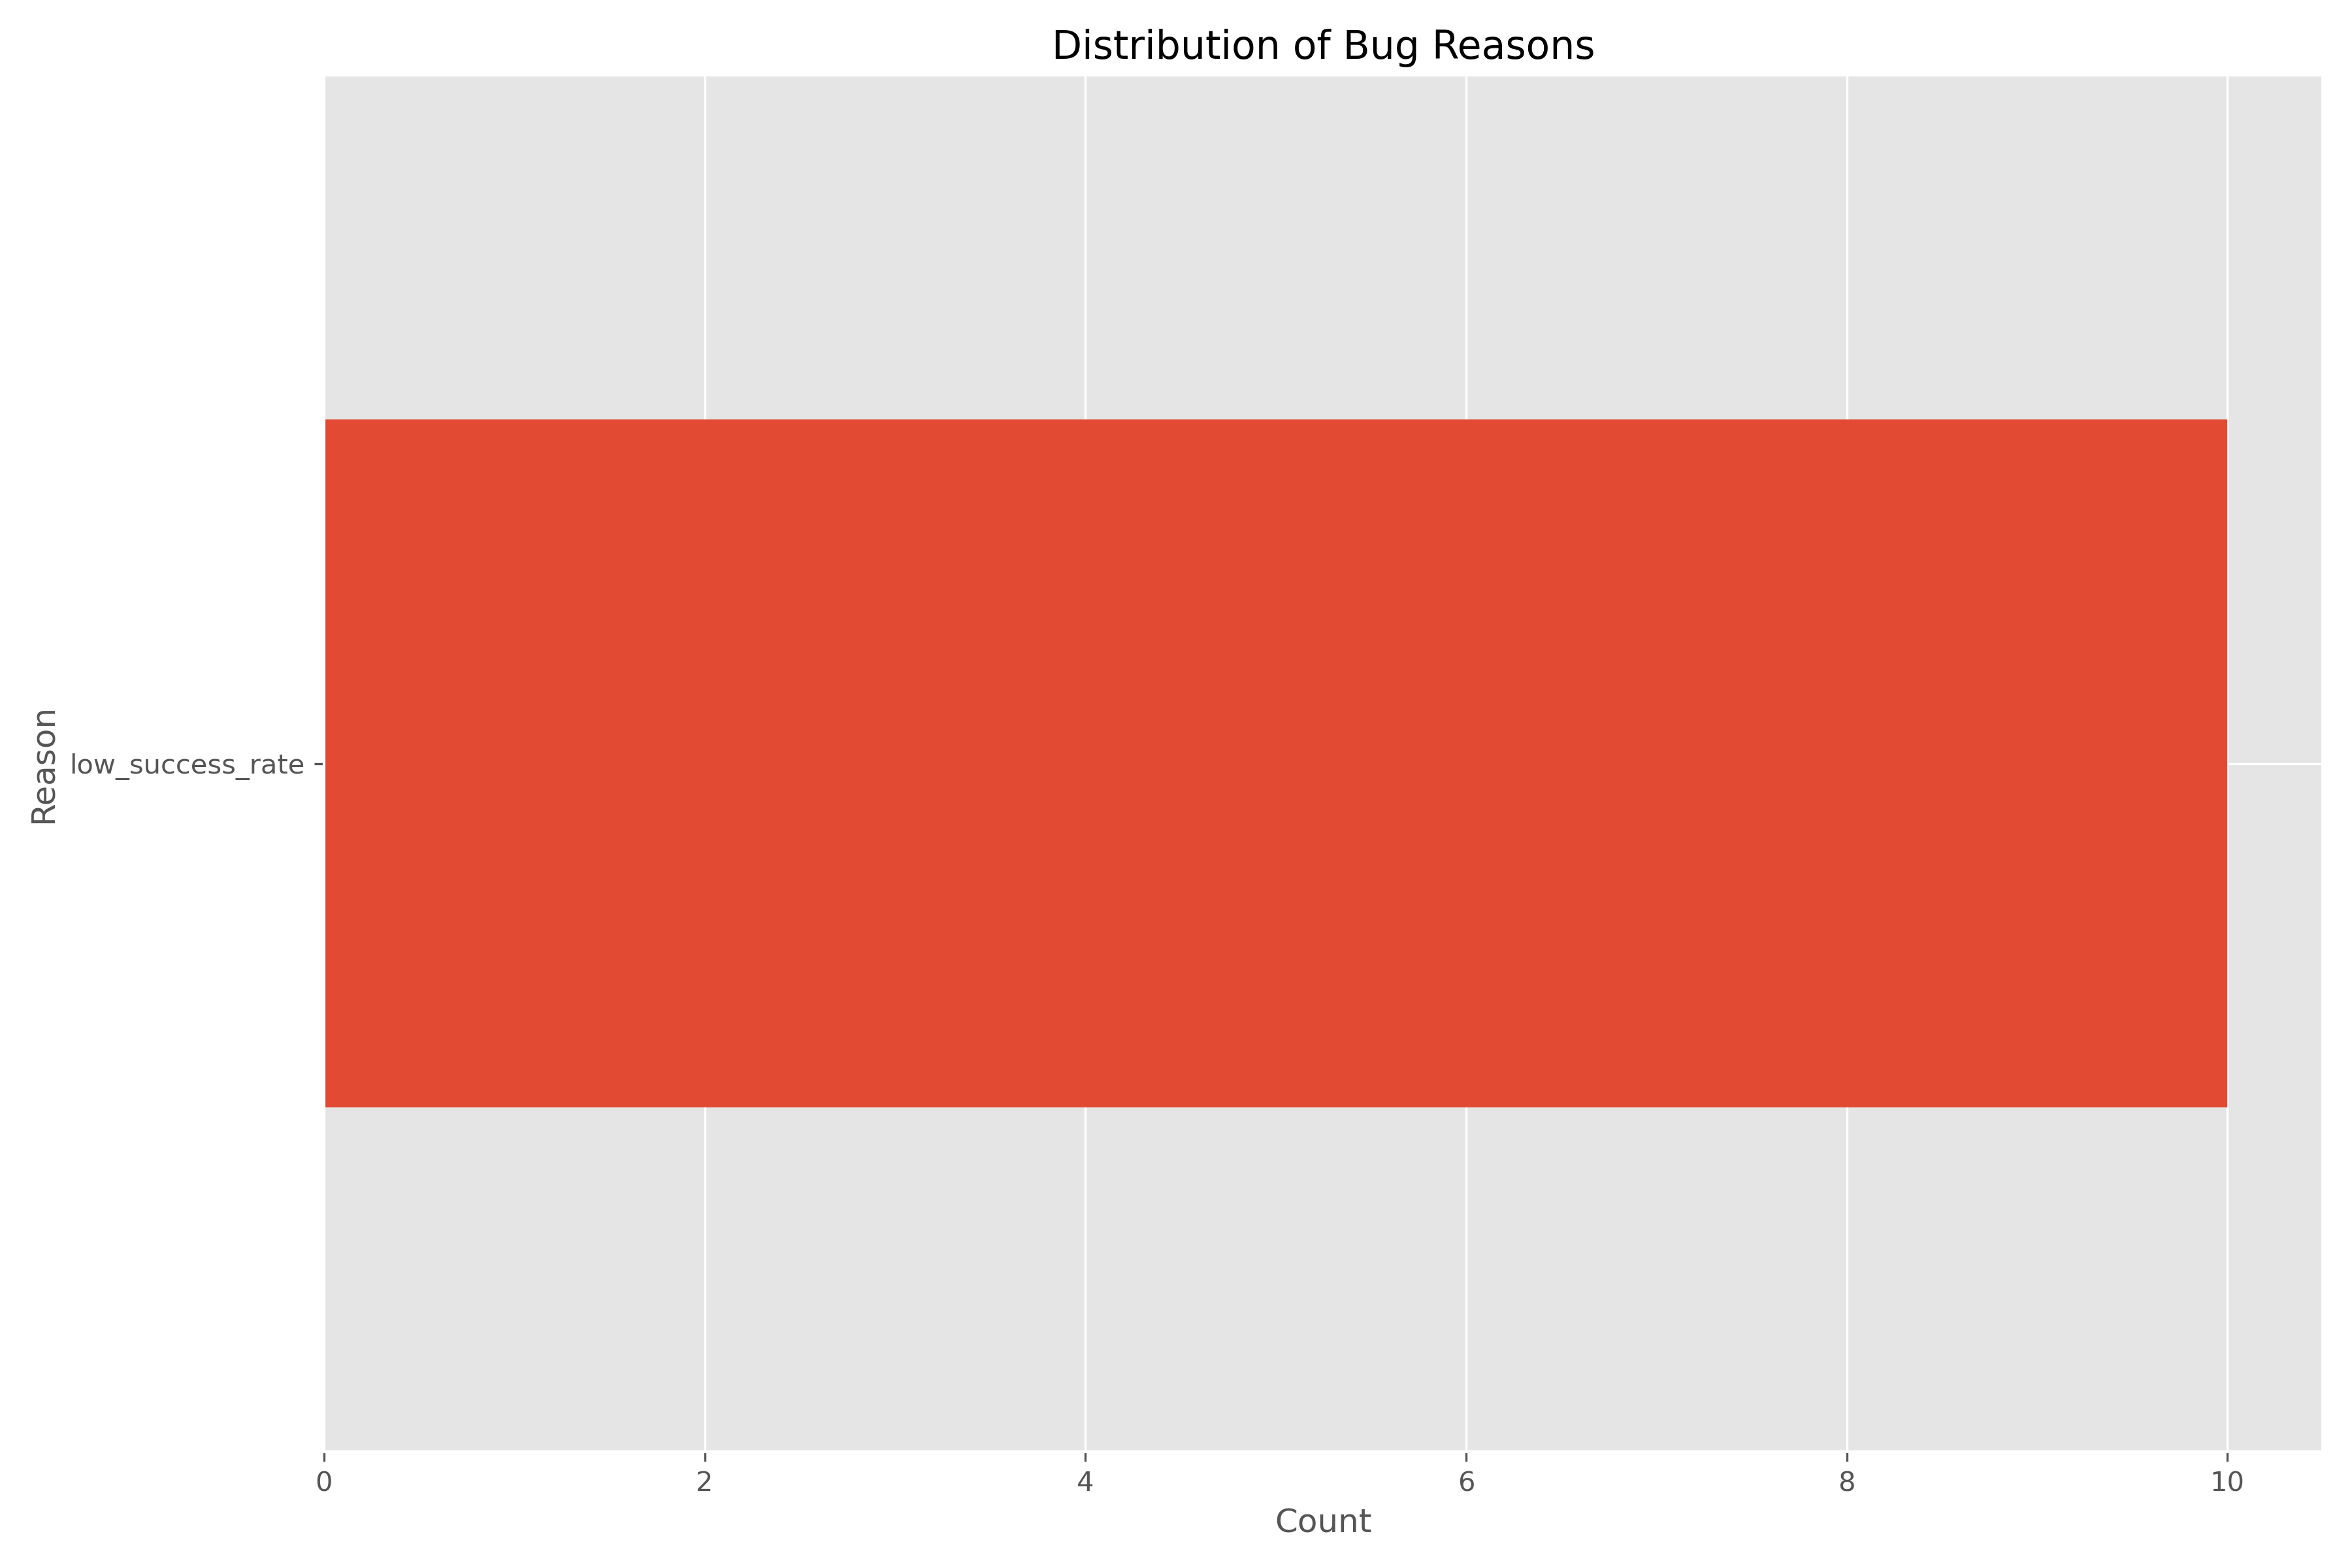 Distribution of Bug Reasons
Reason
low_success_rate
0 2 4 6 8 10
Count